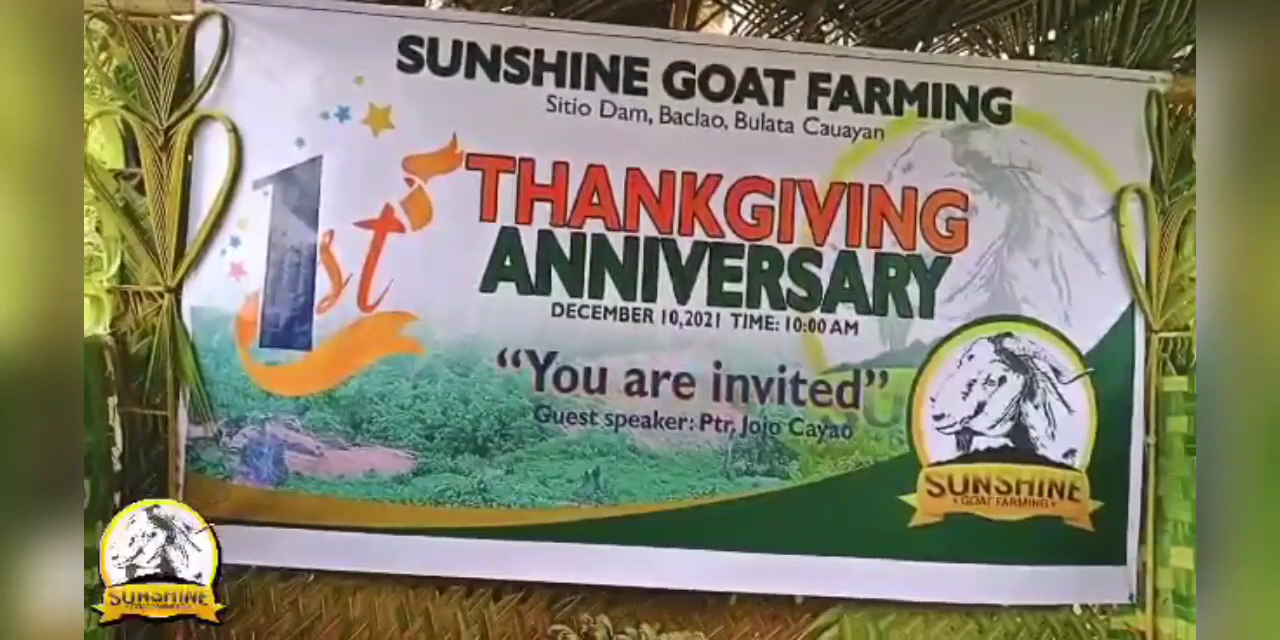 SUNSHINE GOAT FARMING
Sitio Dam, Baclao, Bulata Cauayan
1st
THANKGIVING
ANNIVERSARY
DECEMBER 10,2021 TIME: 10:00 AM
“You are invited”
Guest speaker: Ptr, Jojo Cayao
SUNSHINE
GOAT FARMING
SUNSHINE